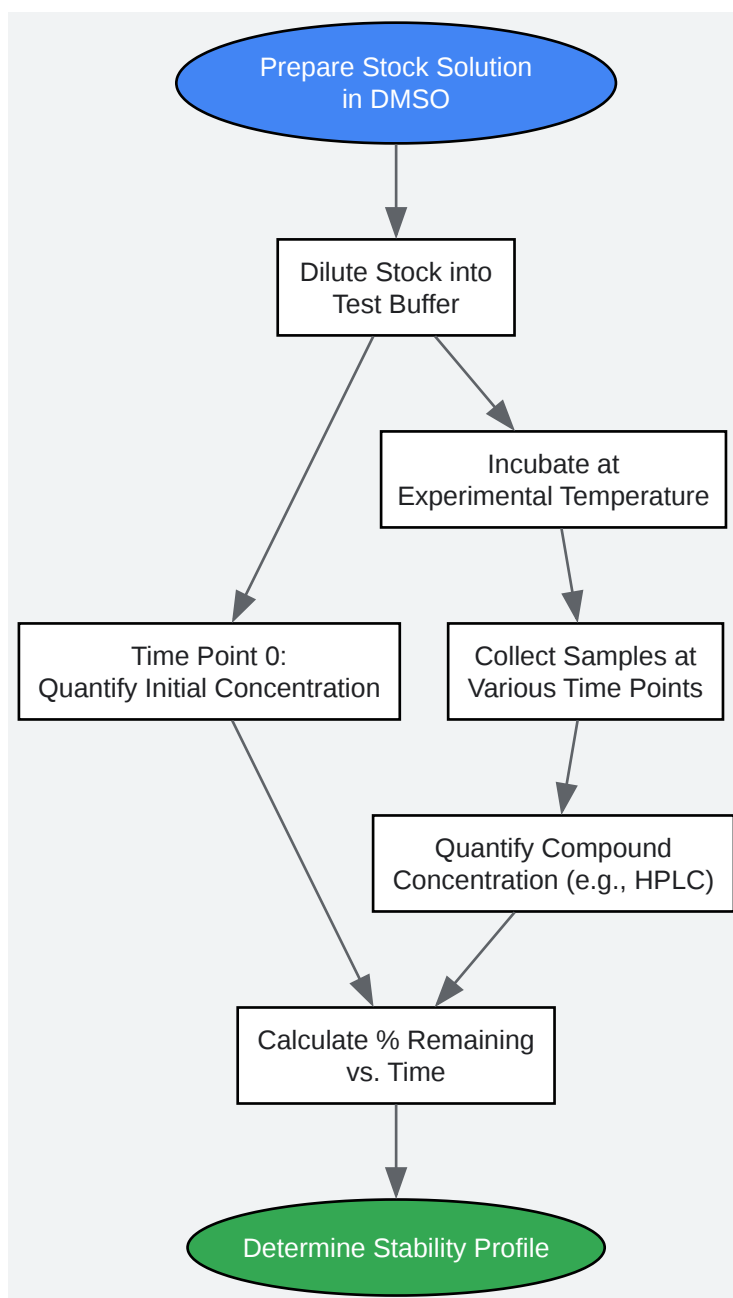 Prepare Stock Solution
in DMSO
Dilute Stock into
Test Buffer
Incubate at
Experimental Temperature
Time Point 0:
Quantify Initial Concentration
Collect Samples at
Various Time Points
Quantify Compound
Concentration (e.g., HPLC)
Calculate % Remaining
vs. Time
Determine Stability Profile